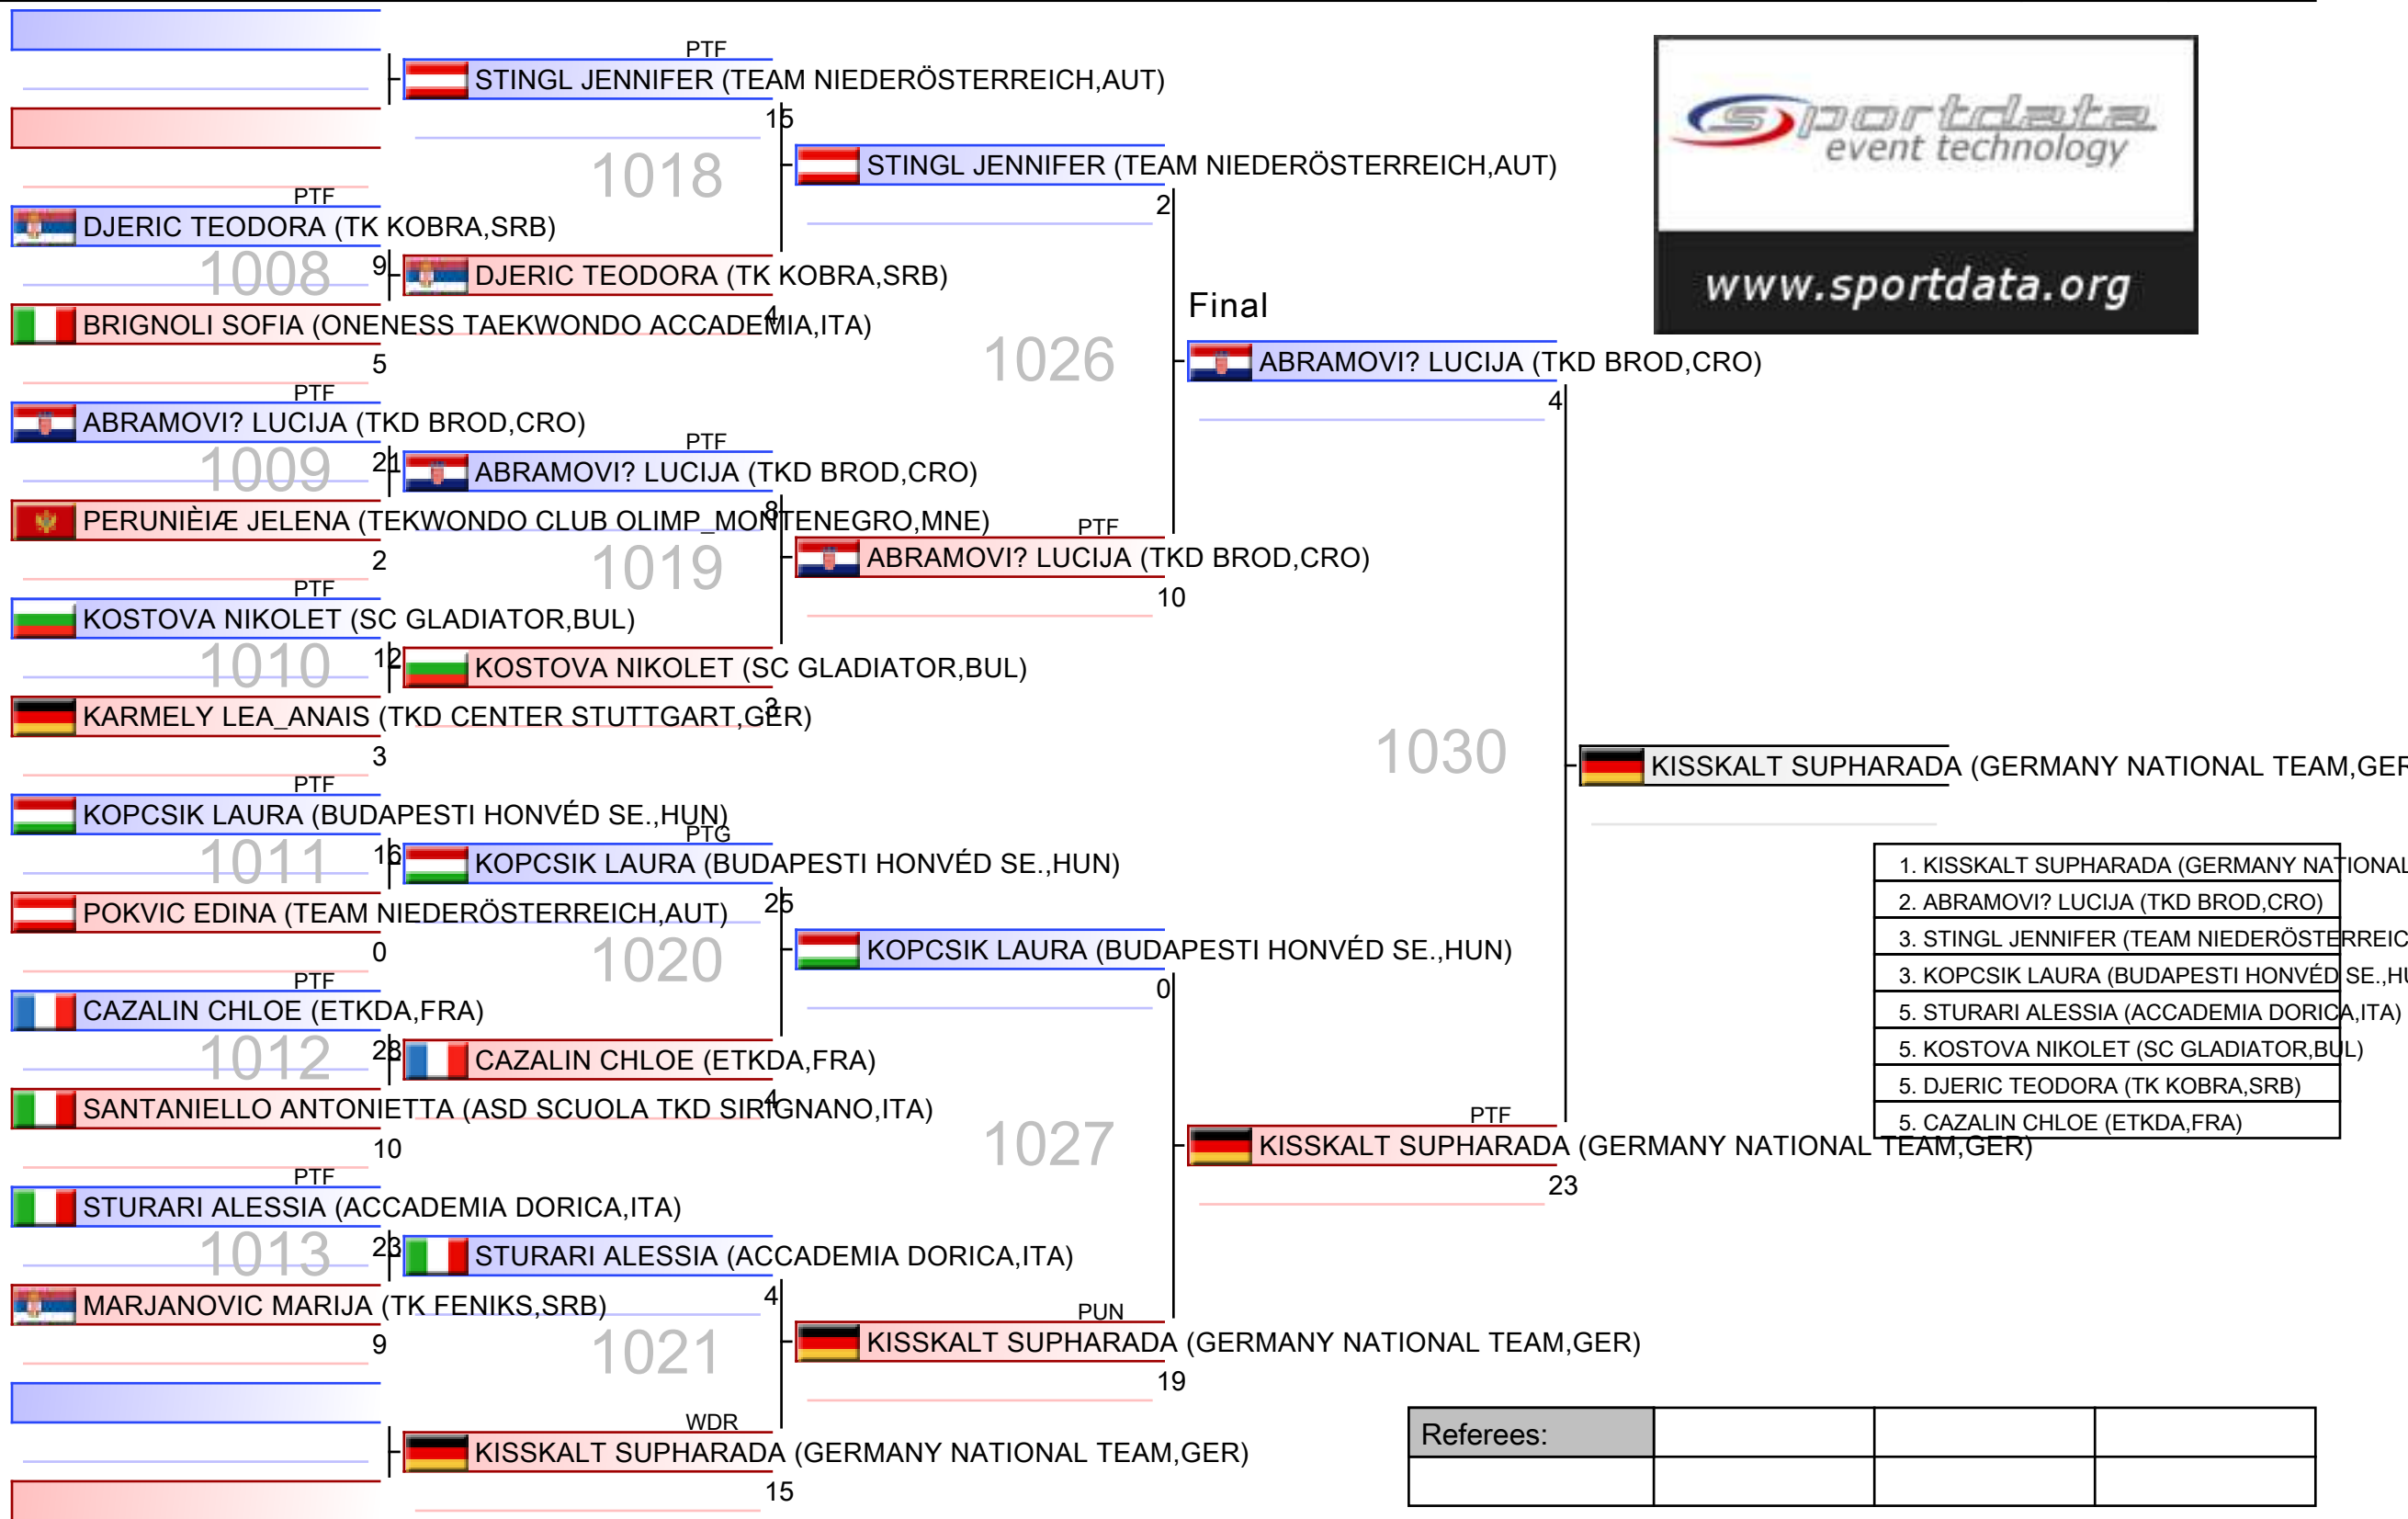 PTF
STINGL JENNIFER (TEAM NIEDERÖSTERREICH,AUT)
15
1018
STINGL JENNIFER (TEAM NIEDERÖSTERREICH,AUT)
2
PTF
DJERIC TEODORA (TK KOBRA,SRB)
1008
9
DJERIC TEODORA (TK KOBRA,SRB)
4
BRIGNOLI SOFIA (ONENESS TAEKWONDO ACCADEMIA,ITA)
5
sportdata
event technology
www.sportdata.org
Final
1026
ABRAMOVI? LUCIJA (TKD BROD,CRO)
4
PTF
ABRAMOVI? LUCIJA (TKD BROD,CRO)
1009
21
PTF
ABRAMOVI? LUCIJA (TKD BROD,CRO)
8
PERUNIÈIÆ JELENA (TEKWONDO CLUB OLIMP_MONTENEGRO,MNE)
2
1019
PTF
ABRAMOVI? LUCIJA (TKD BROD,CRO)
10
PTF
KOSTOVA NIKOLET (SC GLADIATOR,BUL)
1010
12
KOSTOVA NIKOLET (SC GLADIATOR,BUL)
3
KARMELY LEA_ANAIS (TKD CENTER STUTTGART,GER)
3
1030
KISSKALT SUPHARADA (GERMANY NATIONAL TEAM,GER
PTF
KOPCSIK LAURA (BUDAPESTI HONVÉD SE.,HUN)
1011
16
PTG
KOPCSIK LAURA (BUDAPESTI HONVÉD SE.,HUN)
25
POKVIC EDINA (TEAM NIEDERÖSTERREICH,AUT)
0
1020
KOPCSIK LAURA (BUDAPESTI HONVÉD SE.,HUN)
0
1. KISSKALT SUPHARADA (GERMANY NATIONAL
2. ABRAMOVI? LUCIJA (TKD BROD,CRO)
3. STINGL JENNIFER (TEAM NIEDERÖSTERREIC
3. KOPCSIK LAURA (BUDAPESTI HONVÉD SE.,HU
5. STURARI ALESSIA (ACCADEMIA DORICA,ITA)
5. KOSTOVA NIKOLET (SC GLADIATOR,BUL)
5. DJERIC TEODORA (TK KOBRA,SRB)
5. CAZALIN CHLOE (ETKDA,FRA)
PTF
CAZALIN CHLOE (ETKDA,FRA)
1012
28
CAZALIN CHLOE (ETKDA,FRA)
4
SANTANIELLO ANTONIETTA (ASD SCUOLA TKD SIRIGNANO,ITA)
10
1027
PTF
KISSKALT SUPHARADA (GERMANY NATIONAL TEAM,GER)
23
PTF
STURARI ALESSIA (ACCADEMIA DORICA,ITA)
1013
23
STURARI ALESSIA (ACCADEMIA DORICA,ITA)
4
MARJANOVIC MARIJA (TK FENIKS,SRB)
9
1021
PUN
KISSKALT SUPHARADA (GERMANY NATIONAL TEAM,GER)
19
WDR
KISSKALT SUPHARADA (GERMANY NATIONAL TEAM,GER)
15
Referees: